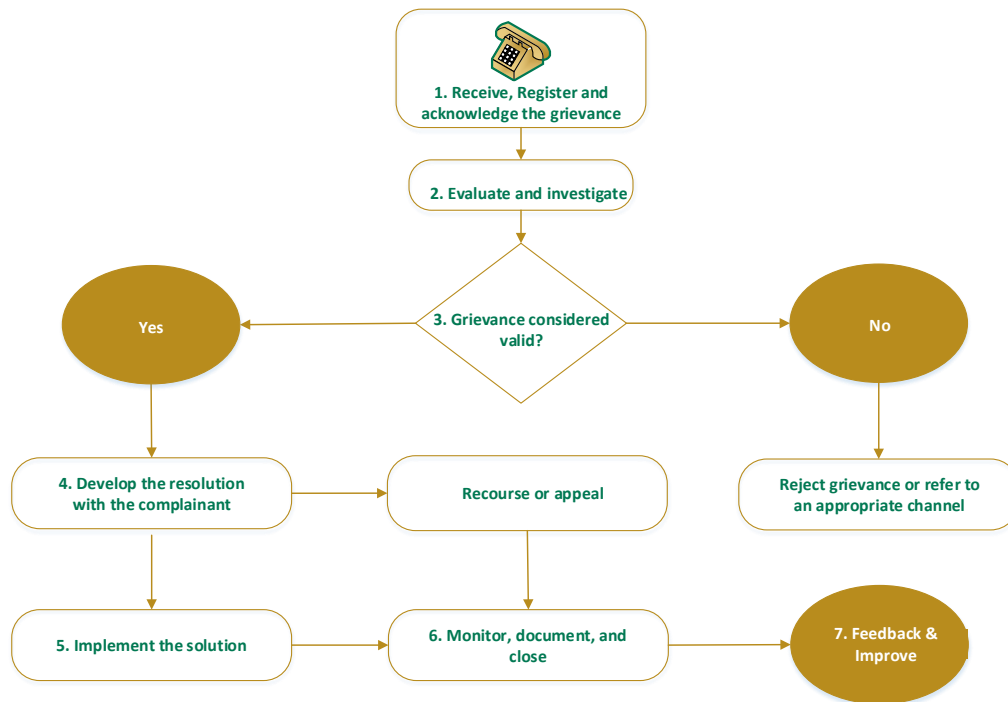 1. Receive, Register and
acknowledge the grievance
2. Evaluate and investigate
3. Grievance considered
valid?
Yes
No
4. Develop the resolution
with the complainant
Recourse or appeal
Reject grievance or refer to
an appropriate channel
5. Implement the solution
6. Monitor, document, and
close
7. Feedback &
Improve